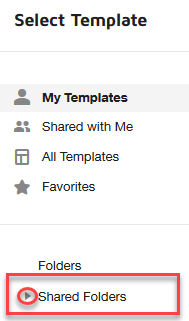 Select Template
My Templates
Shared with Me
All Templates
Favorites
Folders
Shared Folders